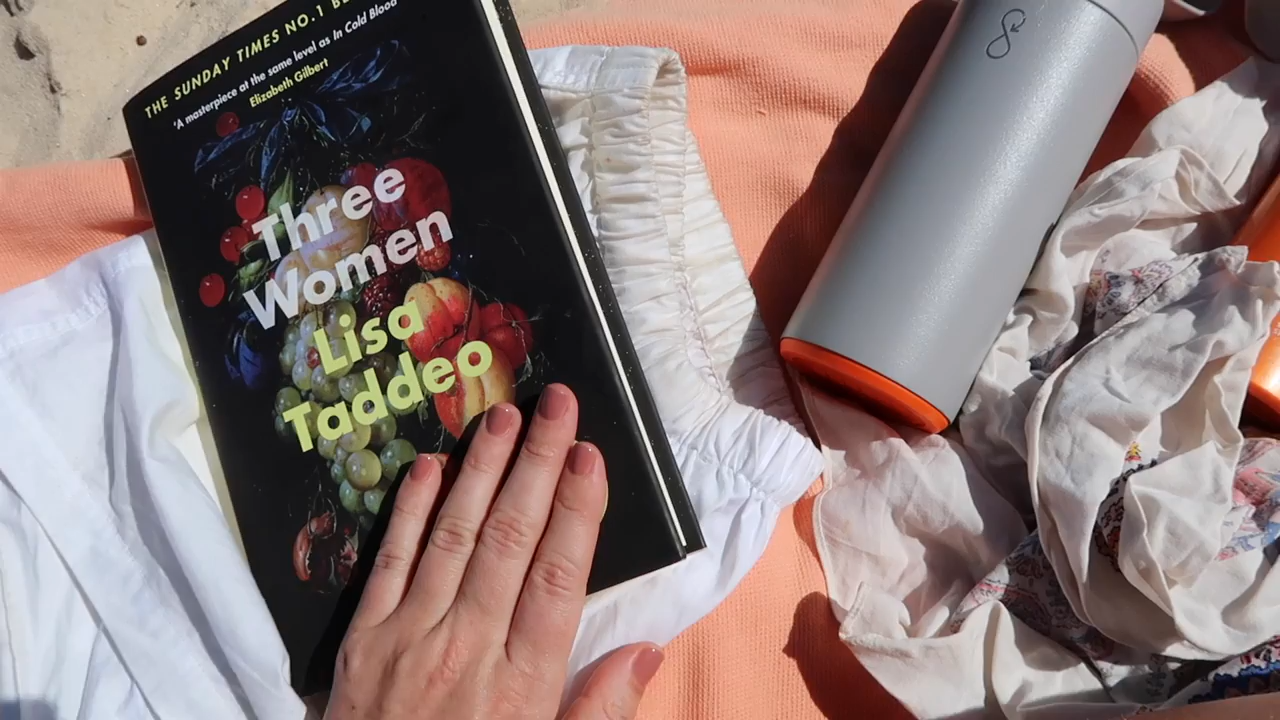 THE SUNDAY TIMES NO.1
'A masterpiece at the same level as In Cold Blood'
Elizabeth Gilbert
Three
Women
Lisa
Taddeo